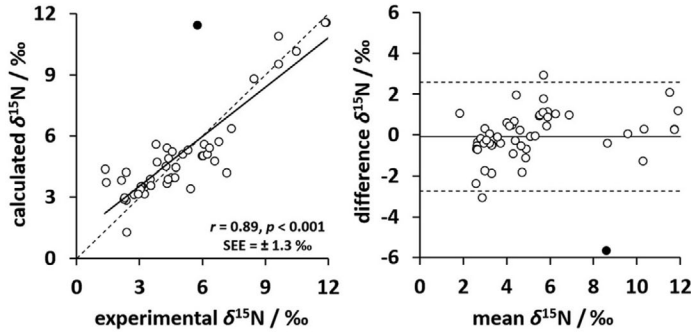 12
9
6
3
0
0 3 6 9 12
calculated δ¹⁵N / ‰
experimental δ¹⁵N / ‰
r = 0.89, p < 0.001
SEE = ± 1.3 ‰
6
4
2
0
-2
-4
-6
0 2 4 6 8 10 12
difference δ¹⁵N / ‰
mean δ¹⁵N / ‰